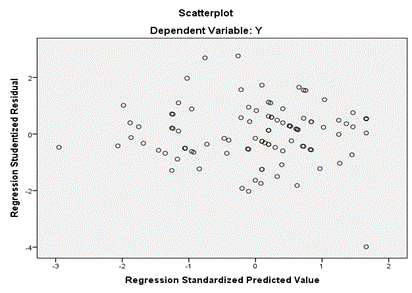 Scatterplot
Dependent Variable: Y
Regression Studentized Residual
2
0
-2
-4
-3
-2
-1
0
1
2
Regression Standardized Predicted Value